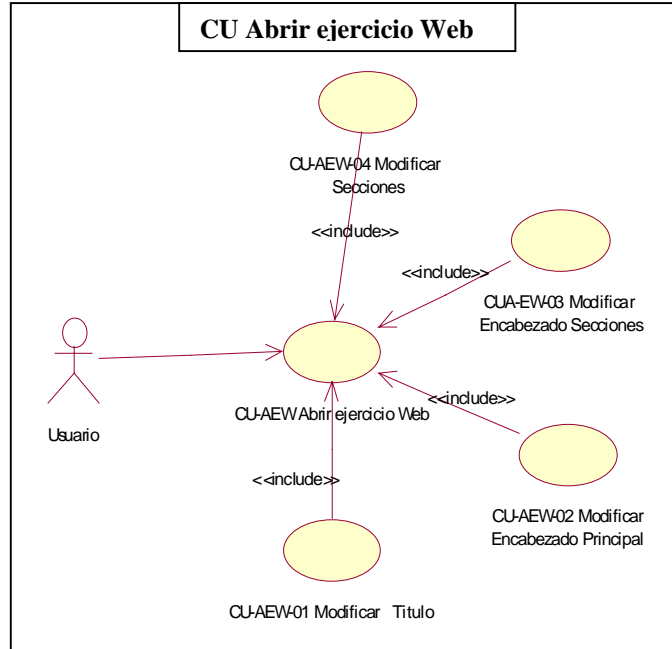 CU Abrir ejercicio Web
CU-AEW-04 Modificar
Secciones
<<include>>
<<include>>
CUA-EW-03 Modificar
Encabezado Secciones
Usuario
CU-AEW Abrir ejercicio Web
<<include>>
<<include>>
CU-AEW-02 Modificar
Encabezado Principal
CU-AEW-01 Modificar Titulo